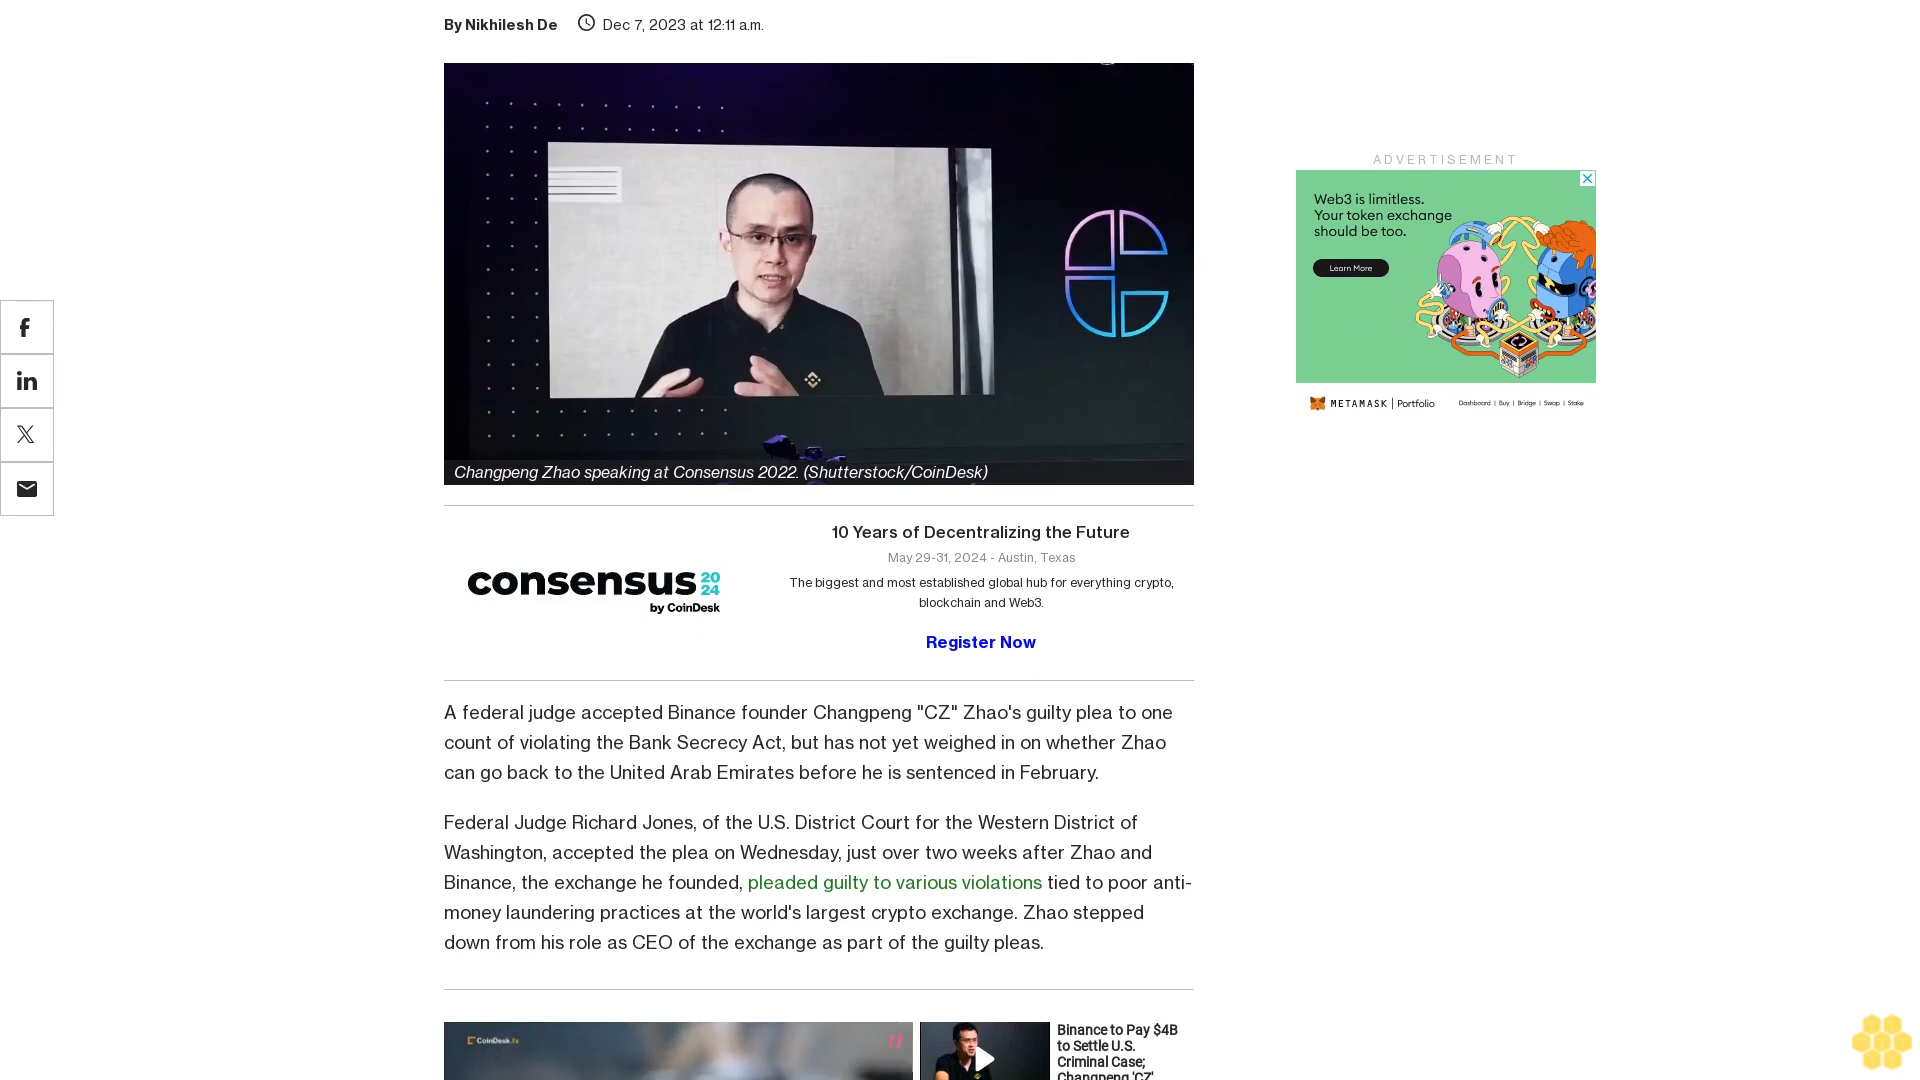 By Nikhilesh De Dec 7, 2023 at 12:11 a.m.
ADVERTISEMENT
Web3 is limitless.
Your token exchange
should be too.
Learn More
METAMASK | Portfolio Dashboard | Buy | Bridge | Swap | Stake
Changpeng Zhao speaking at Consensus 2022. (Shutterstock/CoinDesk)
consensus 20
24
by CoinDesk
10 Years of Decentralizing the Future
May 29-31, 2024 - Austin, Texas
The biggest and most established global hub for everything crypto,
blockchain and Web3.
Register Now
A federal judge accepted Binance founder Changpeng "CZ" Zhao's guilty plea to one
count of violating the Bank Secrecy Act, but has not yet weighed in on whether Zhao
can go back to the United Arab Emirates before he is sentenced in February.
Federal Judge Richard Jones, of the U.S. District Court for the Western District of
Washington, accepted the plea on Wednesday, just over two weeks after Zhao and
Binance, the exchange he founded, pleaded guilty to various violations tied to poor anti-
money laundering practices at the world's largest crypto exchange. Zhao stepped
down from his role as CEO of the exchange as part of the guilty pleas.
CoinDesk.tv
Binance to Pay $4B
to Settle U.S.
Criminal Case;
Changpeng 'CZ'